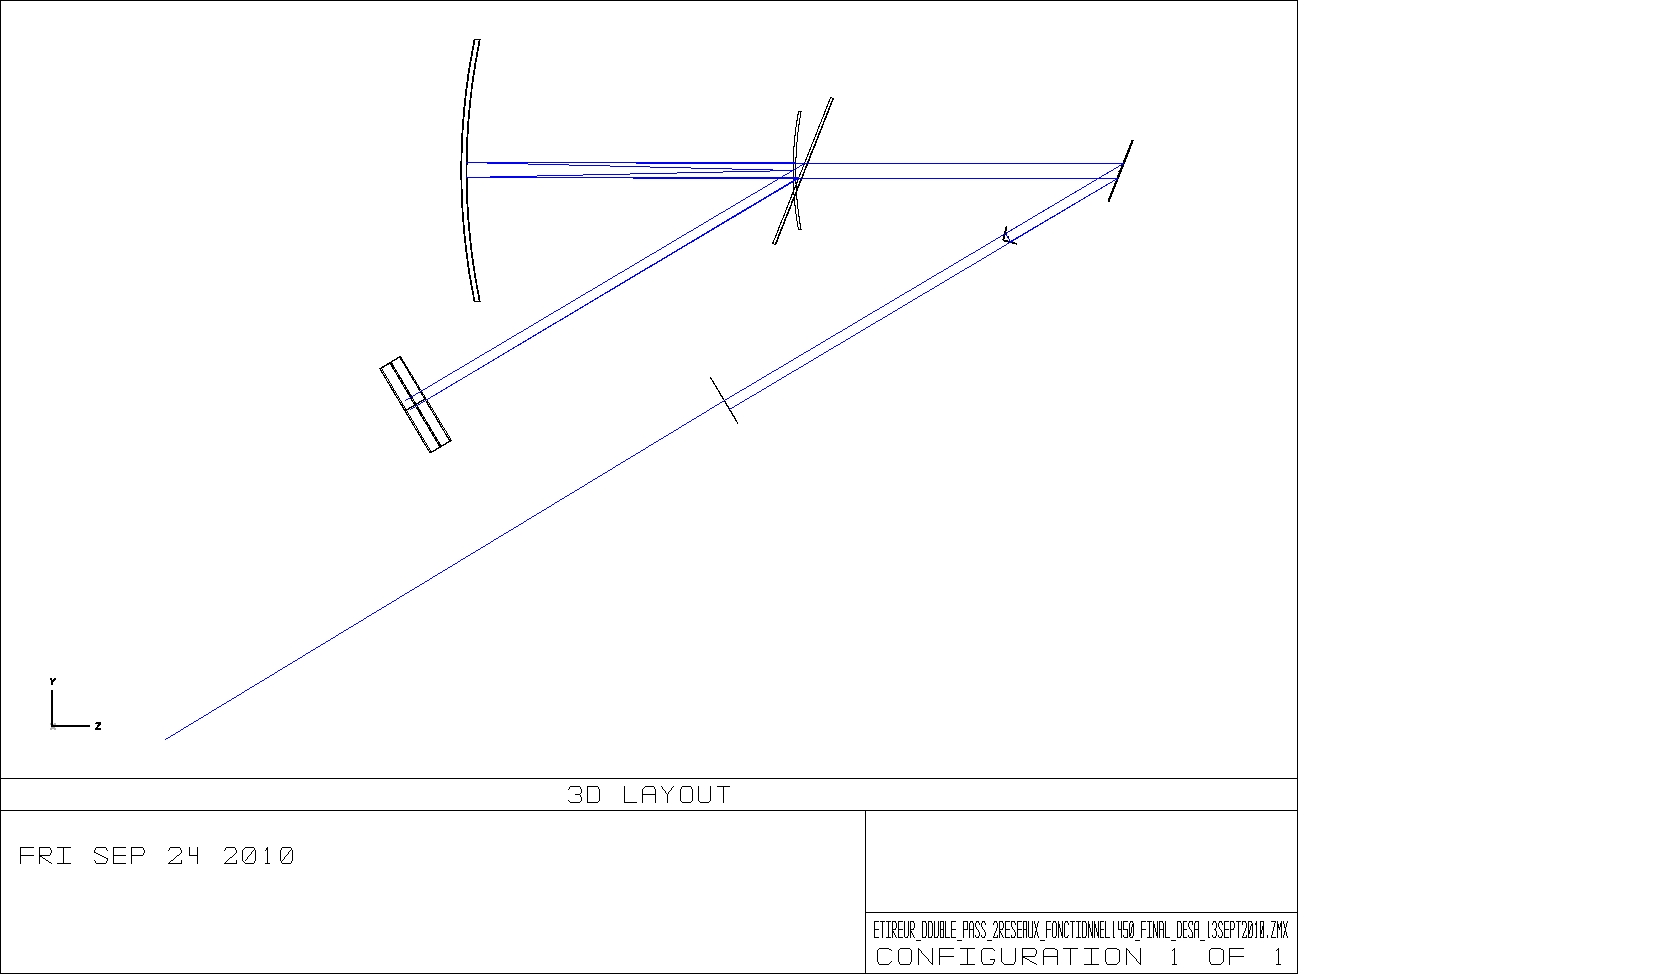 Y
Z
3D LAYOUT
FRI SEP 24 2010
ETIREUR_DOUBLE_PASS_2RESEAUX_FONCTIONNEL1450_FINAL_DESA_13SEPT2010.ZMX
CONFIGURATION 1 OF 1